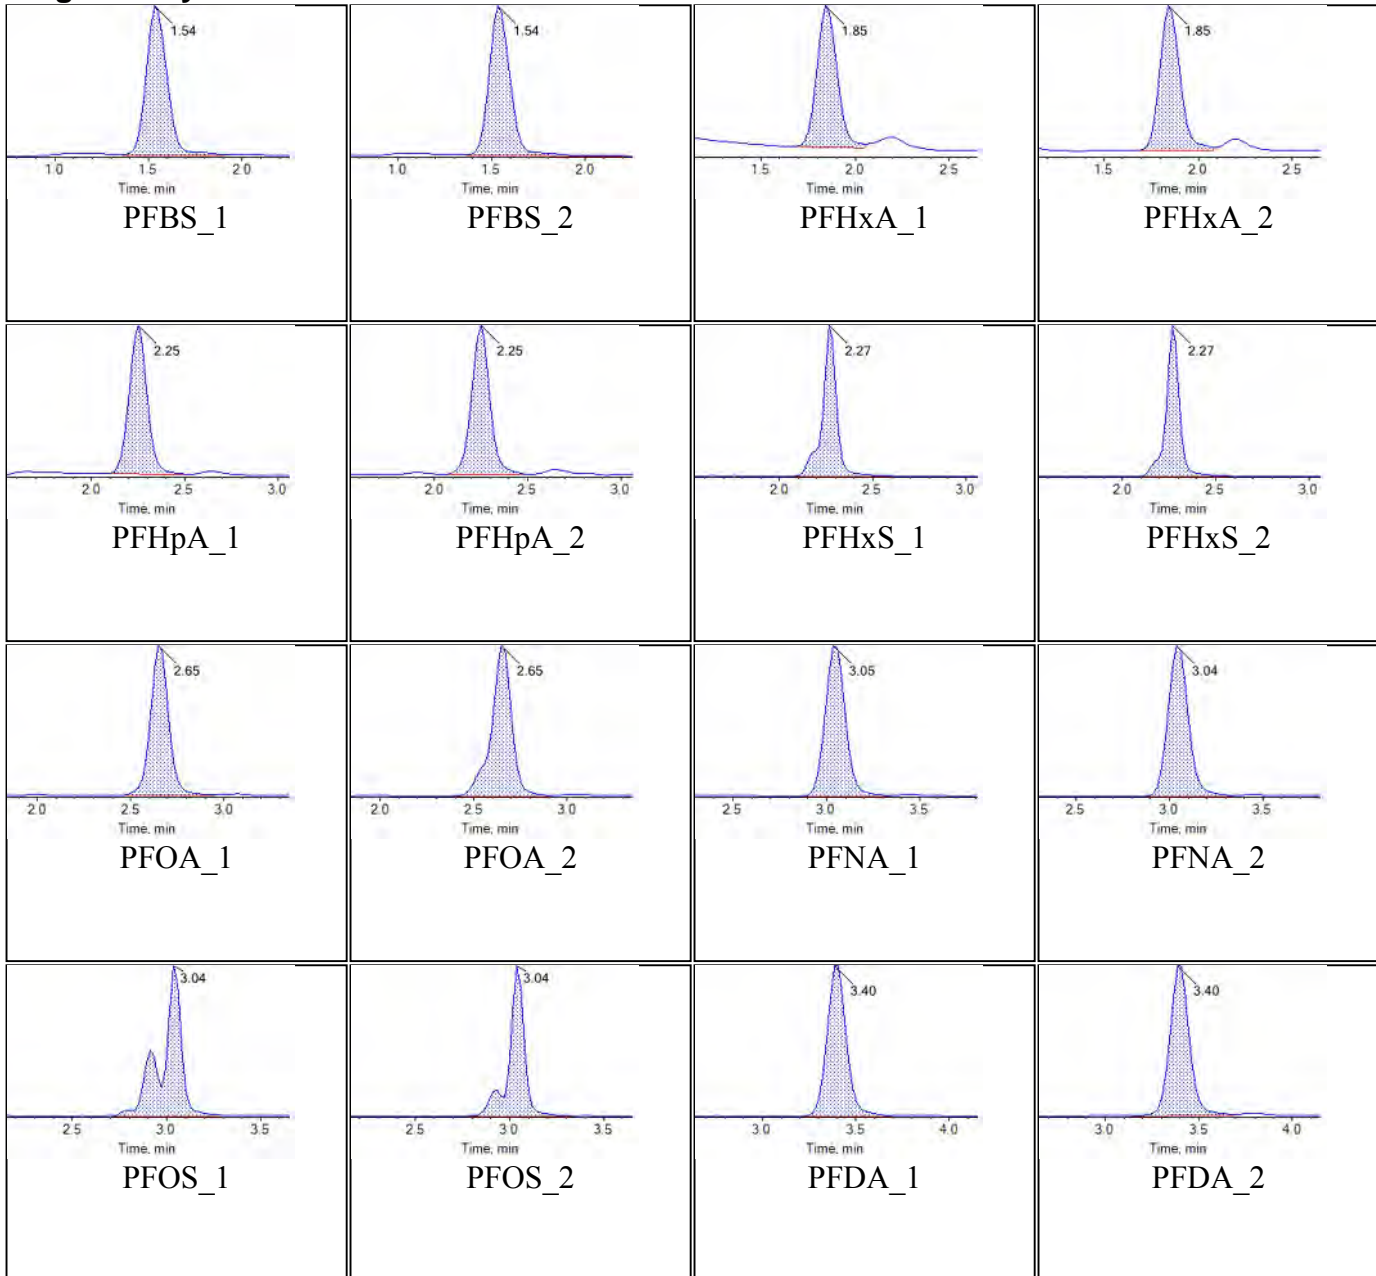 1.54
1.0 1.5 2.0
Time, min
PFBS_1
1.54
1.0 1.5 2.0
Time, min
PFBS_2
1.85
1.5 2.0 2.5
Time, min
PFHxA_1
1.85
1.5 2.0 2.5
Time, min
PFHxA_2
2.25
2.0 2.5 3.0
Time, min
PFHpA_1
2.25
2.0 2.5 3.0
Time, min
PFHpA_2
2.27
2.0 2.5 3.0
Time, min
PFHxS_1
2.27
2.0 2.5 3.0
Time, min
PFHxS_2
2.65
2.0 2.5 3.0
Time, min
PFOA_1
2.65
2.0 2.5 3.0
Time, min
PFOA_2
3.05
2.5 3.0 3.5
Time, min
PFNA_1
3.04
2.5 3.0 3.5
Time, min
PFNA_2
3.04
2.5 3.0 3.5
Time, min
PFOS_1
3.04
2.5 3.0 3.5
Time, min
PFOS_2
3.40
3.0 3.5 4.0
Time, min
PFDA_1
3.40
3.0 3.5 4.0
Time, min
PFDA_2